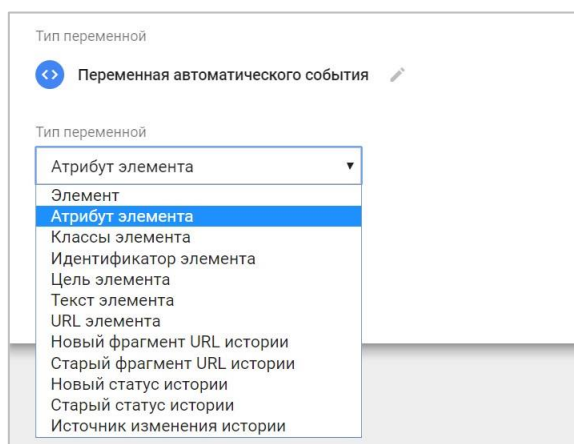 Тип переменной
Переменная автоматического события
Тип переменной
Атрибут элемента
Элемент
Атрибут элемента
Классы элемента
Идентификатор элемента
Цель элемента
Текст элемента
URL элемента
Новый фрагмент URL истории
Старый фрагмент URL истории
Новый статус истории
Старый статус истории
Источник изменения истории